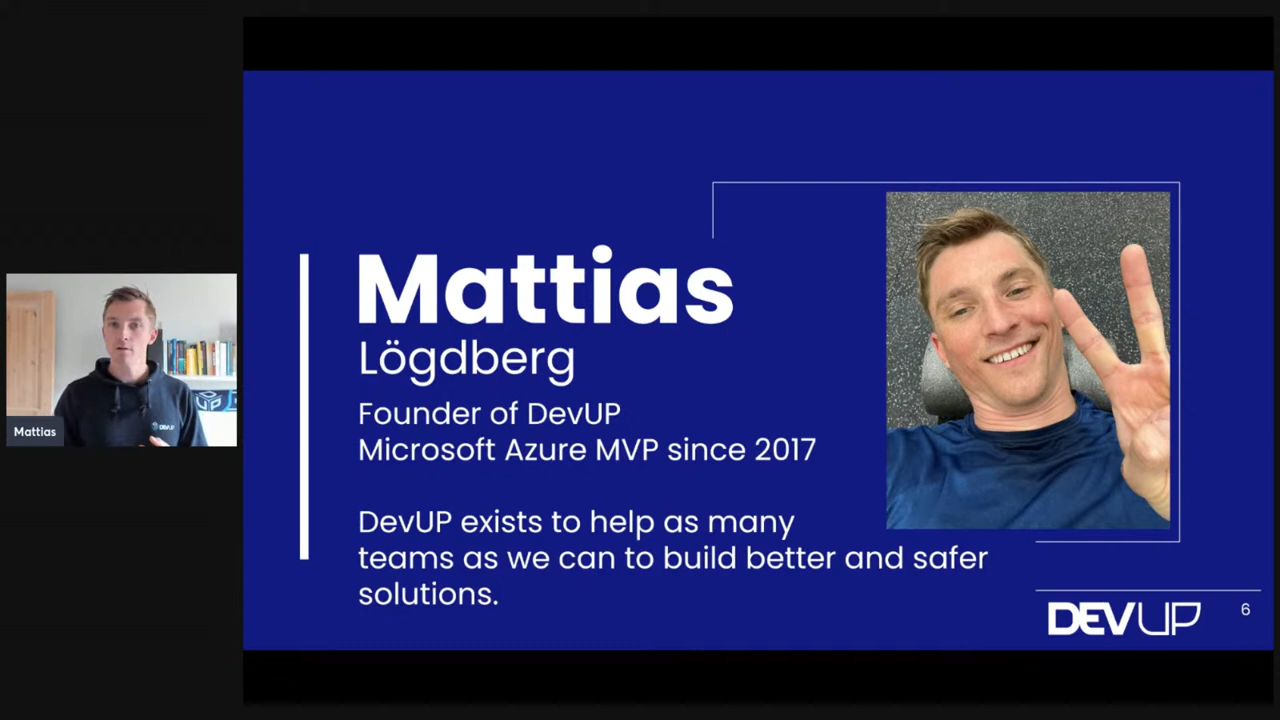 Mattias
Lögdberg
Founder of DevUP
Microsoft Azure MVP since 2017
DevUP exists to help as many
teams as we can to build better and safer
solutions.
DEVUP
6
Mattias